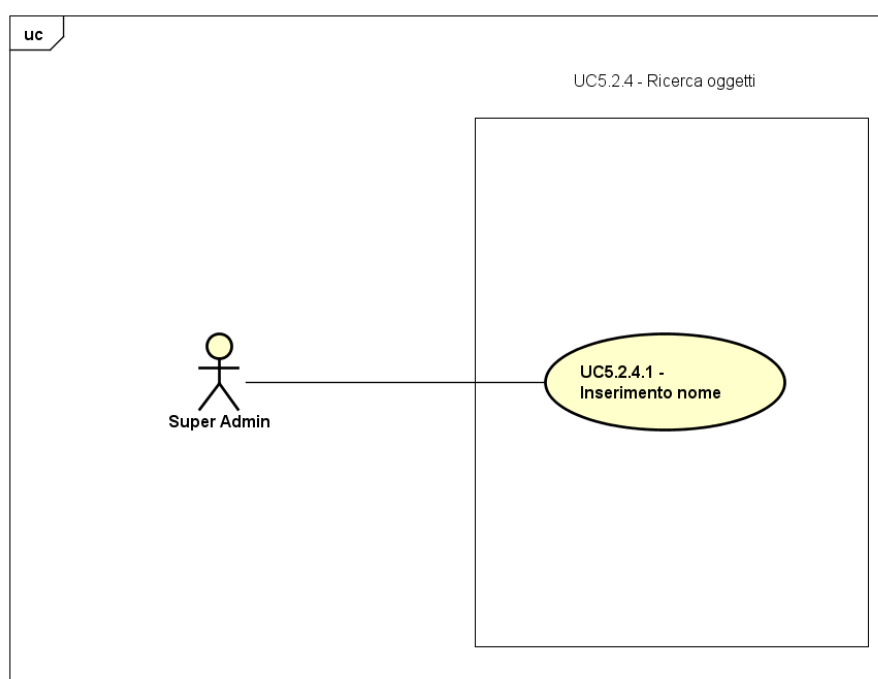 uc
UC5.2.4 - Ricerca oggetti
UC5.2.4.1 -
Inserimento nome
Super Admin